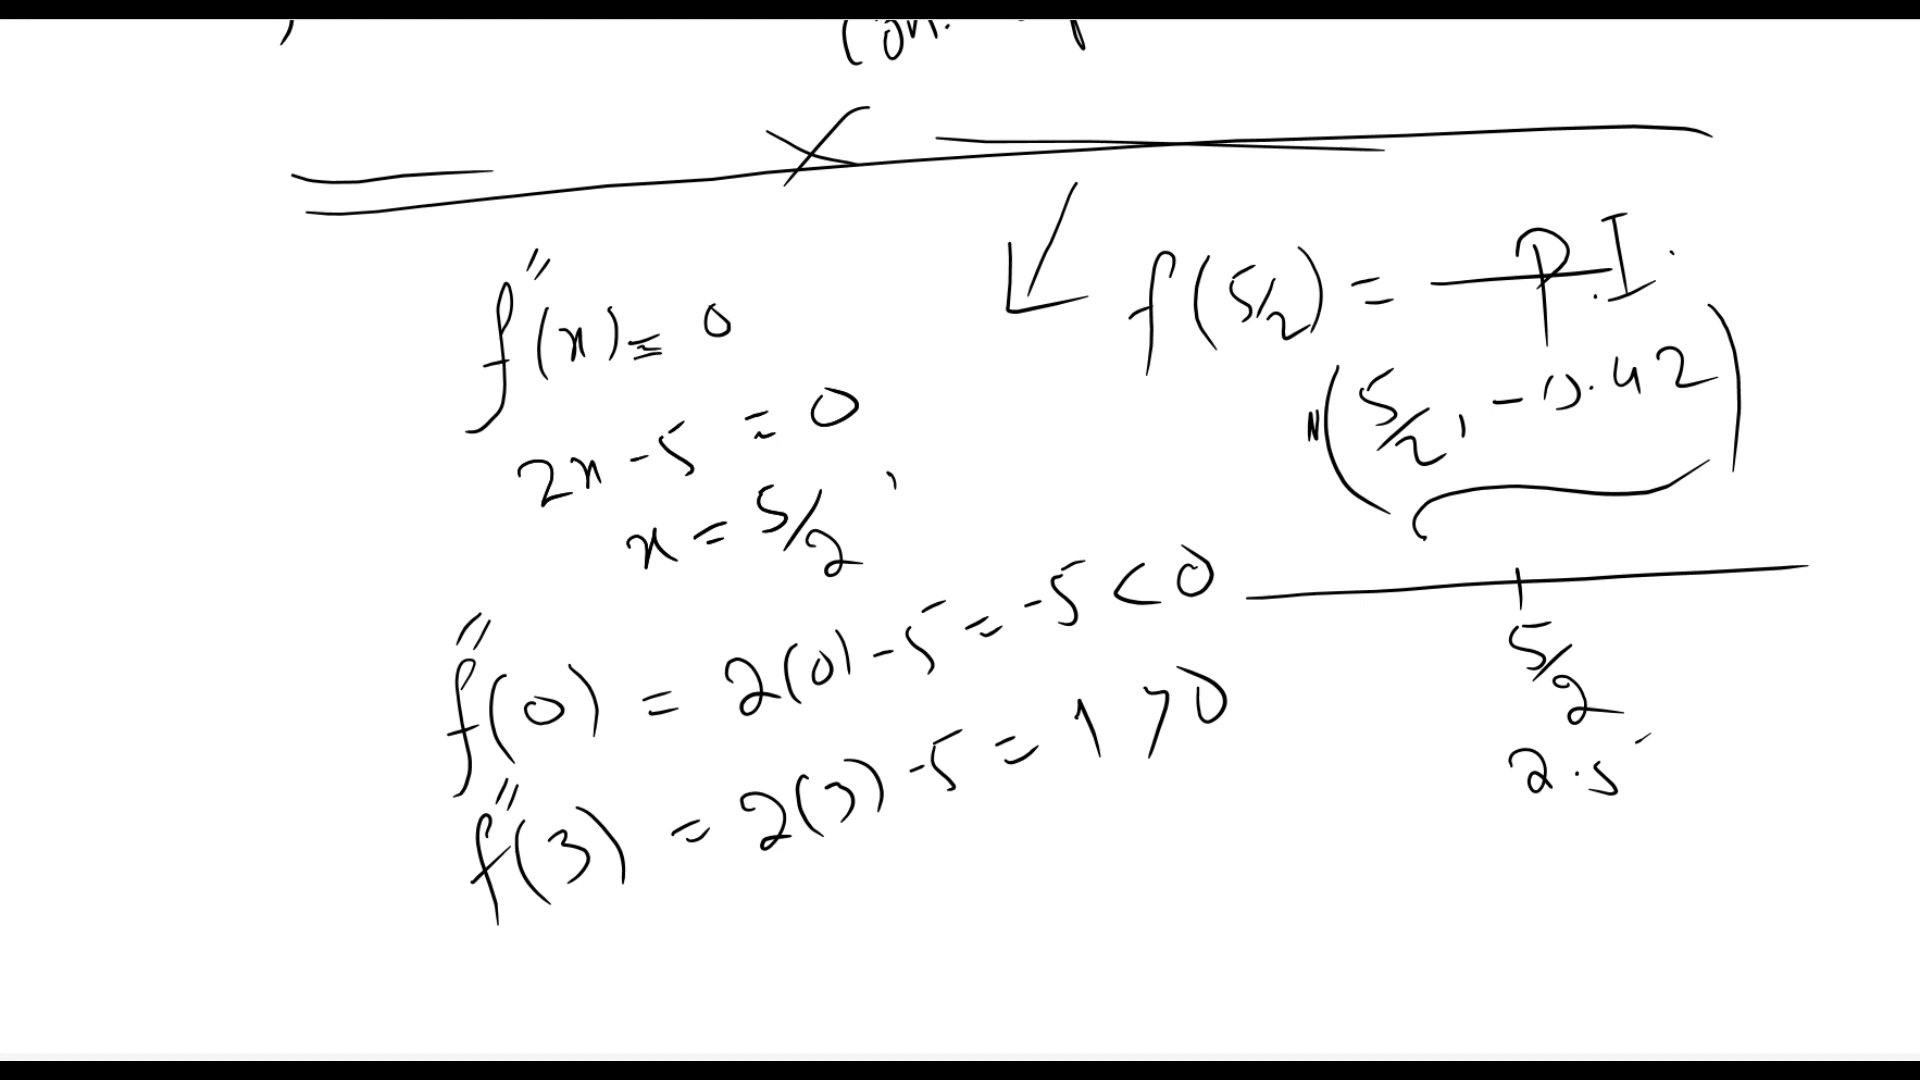 f''(x) = 0
2x - 5 = 0
x = 5/2,
f(5/2) = P.I.
(5/2, -0.42)
f''(0) = 2(0) - 5 = -5 < 0
f''(3) = 2(3) - 5 = 1 > 0
5/2
2.5